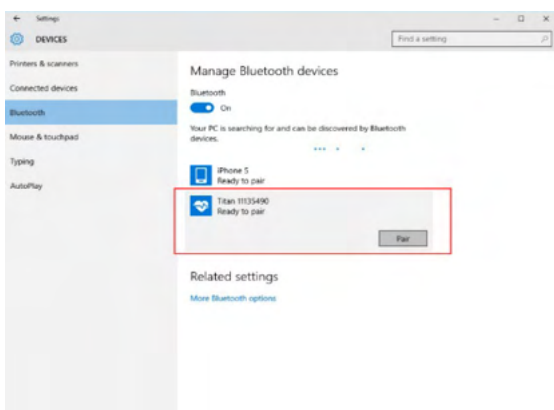 Settings
DEVICES
Find a setting
Printers & scanners
Connected devices
Bluetooth
Mouse & touchpad
Typing
AutoPlay
Manage Bluetooth devices
Bluetooth
On
Your PC is searching for and can be discovered by Bluetooth
devices.
iPhone 5
Ready to pair
Titan 11135490
Ready to pair
Pair
Related settings
More Bluetooth options